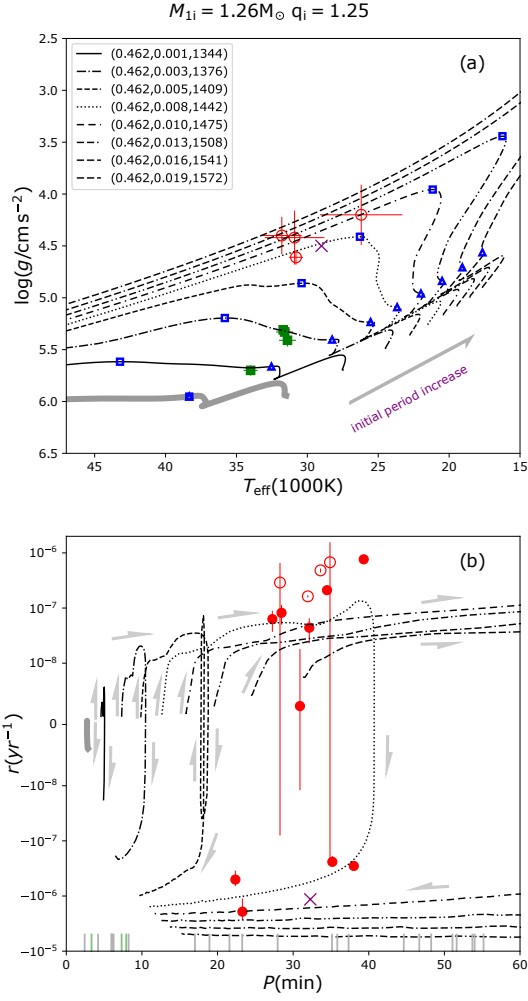 M₁ᵢ = 1.26M☉ qᵢ = 1.25
(a)
(0.462,0.001,1344)
(0.462,0.003,1376)
(0.462,0.005,1409)
(0.462,0.008,1442)
(0.462,0.010,1475)
(0.462,0.013,1508)
(0.462,0.016,1541)
(0.462,0.019,1572)
2.5
3.0
3.5
4.0
4.5
5.0
5.5
6.0
6.5
log(g/cm s⁻²)
initial period increase
45 40 35 30 25 20 15
T_eff(1000K)
(b)
10⁻⁶
10⁻⁷
10⁻⁸
0
−10⁻⁸
−10⁻⁷
−10⁻⁶
−10⁻⁵
r(yr⁻¹)
0 10 20 30 40 50 60
P(min)